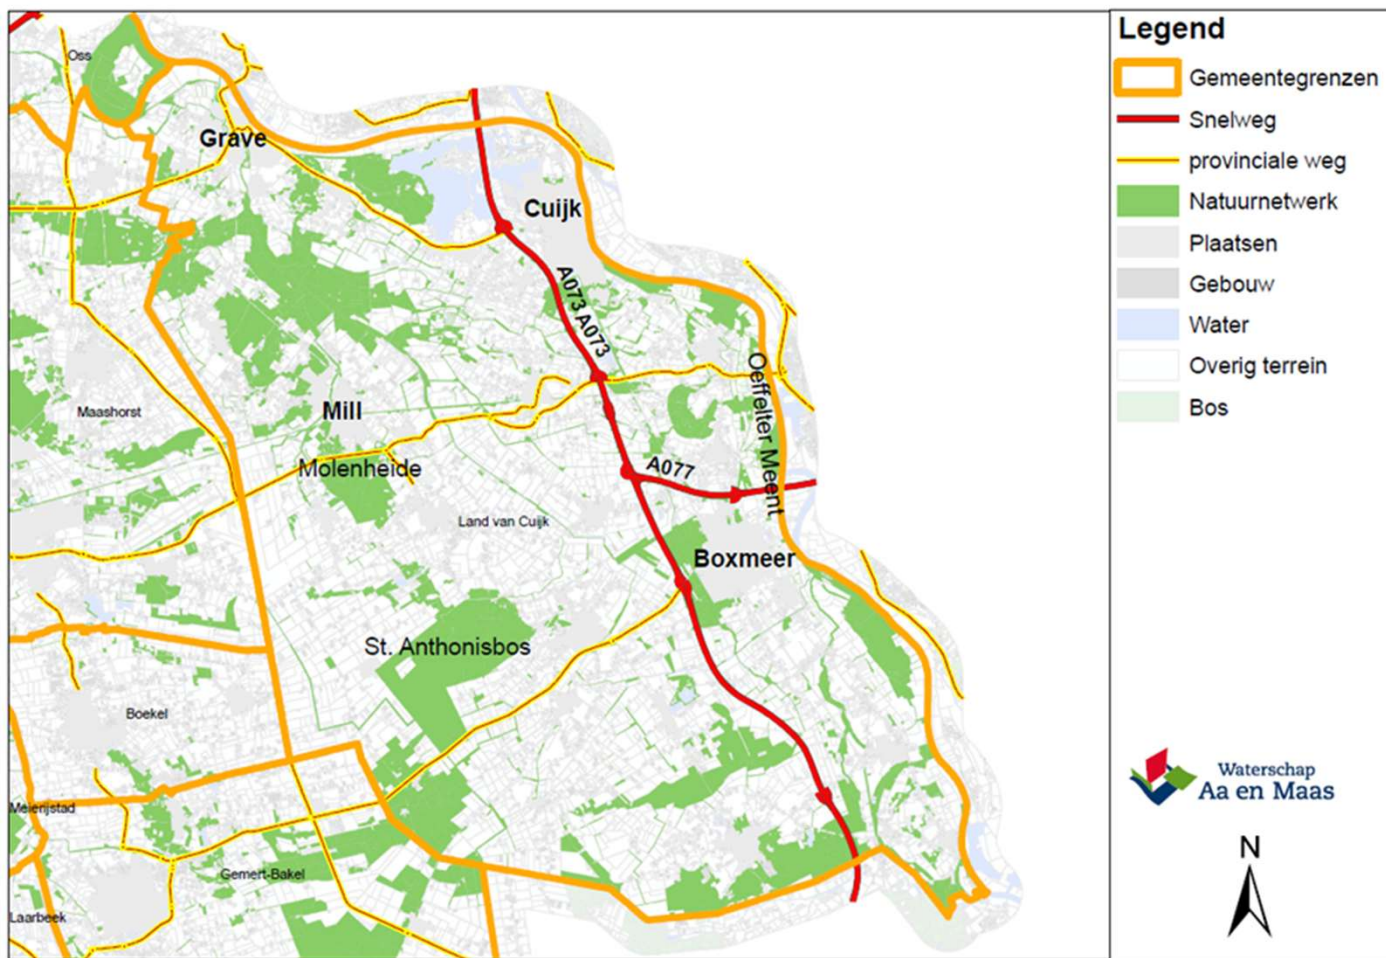 Oss
Grave
Cuijk
A073
A073
Oeffelter Meent
Maashorst
Mill
Molenheide
A077
Land van Cuijk
Boxmeer
St. Anthonisbos
Boekel
Meierijstad
Gemert-Bakel
Laarbeek
Legend
Gemeentegrenzen
Snelweg
provinciale weg
Natuurnetwerk
Plaatsen
Gebouw
Water
Overig terrein
Bos
Waterschap
Aa en Maas
N